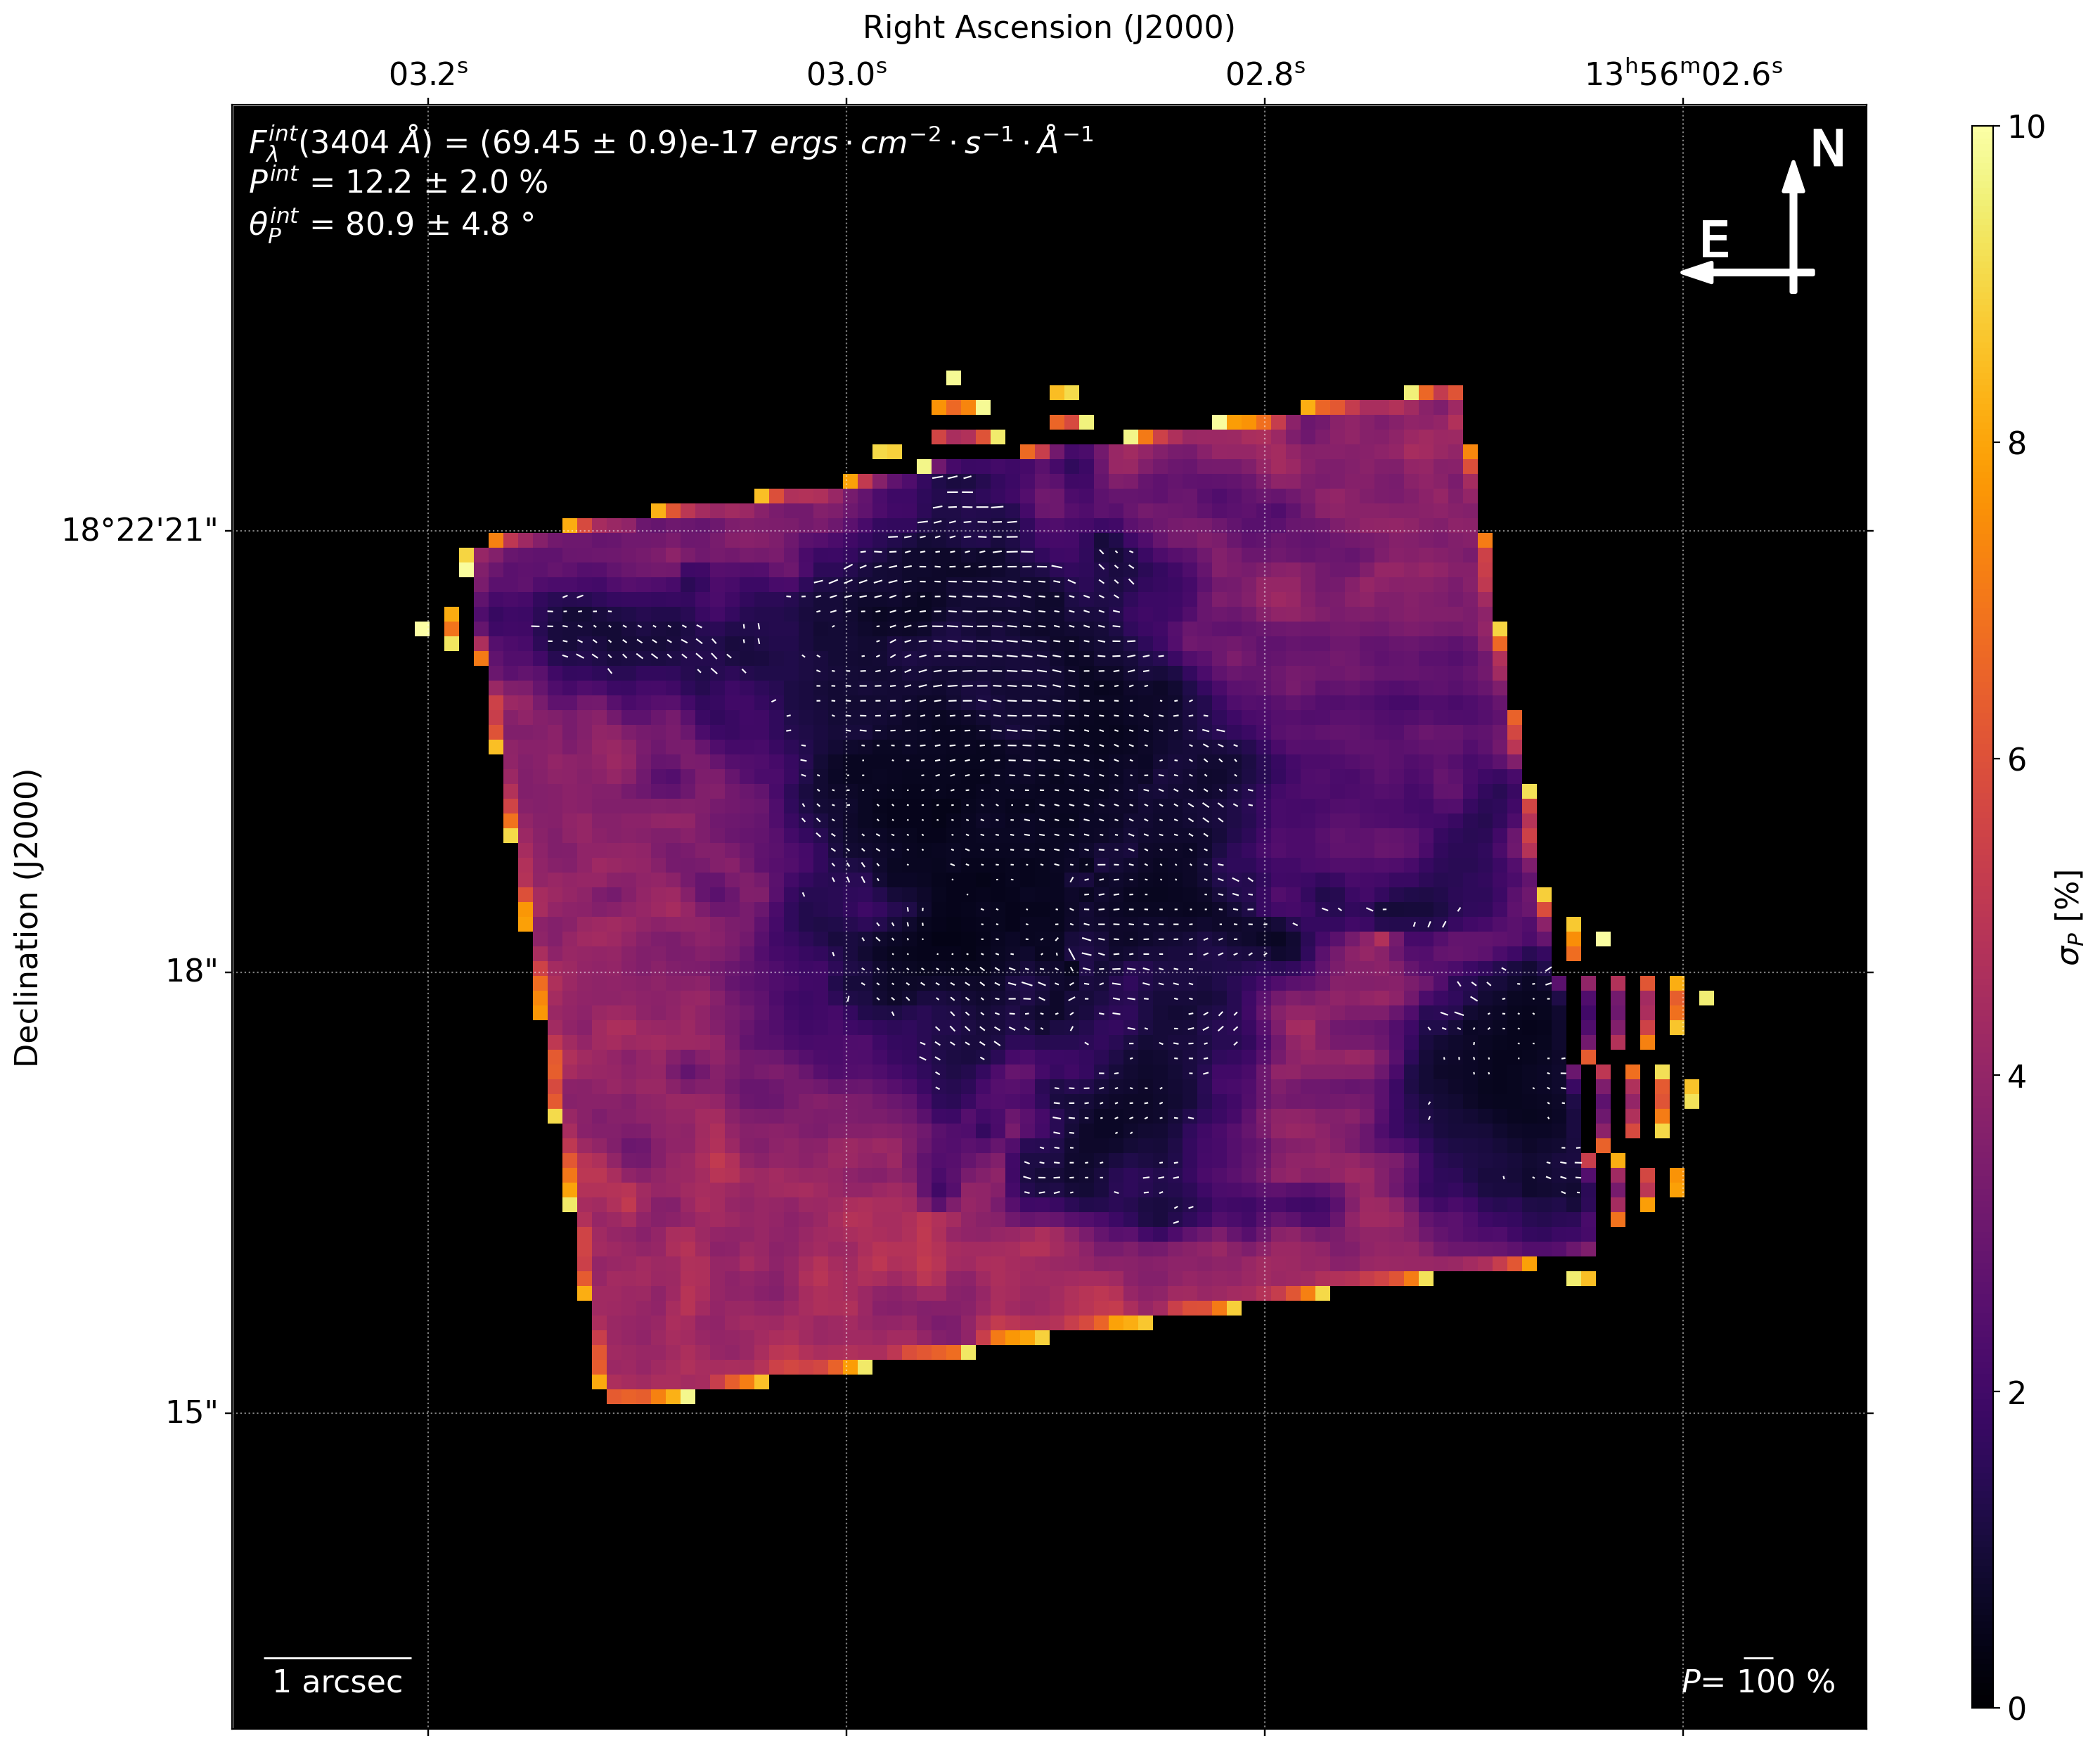 Right Ascension (J2000)
03.2ˢ 03.0ˢ 02.8ˢ 13ʰ56ᵐ02.6ˢ
F_λ^{int}(3404 Å) = (69.45 ± 0.9)e-17 ergs · cm⁻² · s⁻¹ · Å⁻¹
P^{int} = 12.2 ± 2.0 %
θ_P^{int} = 80.9 ± 4.8 °
N
E
18°22'21"
18"
15"
Declination (J2000)
1 arcsec
P= 100 %
10
8
6
4
2
0
σ_P [%]